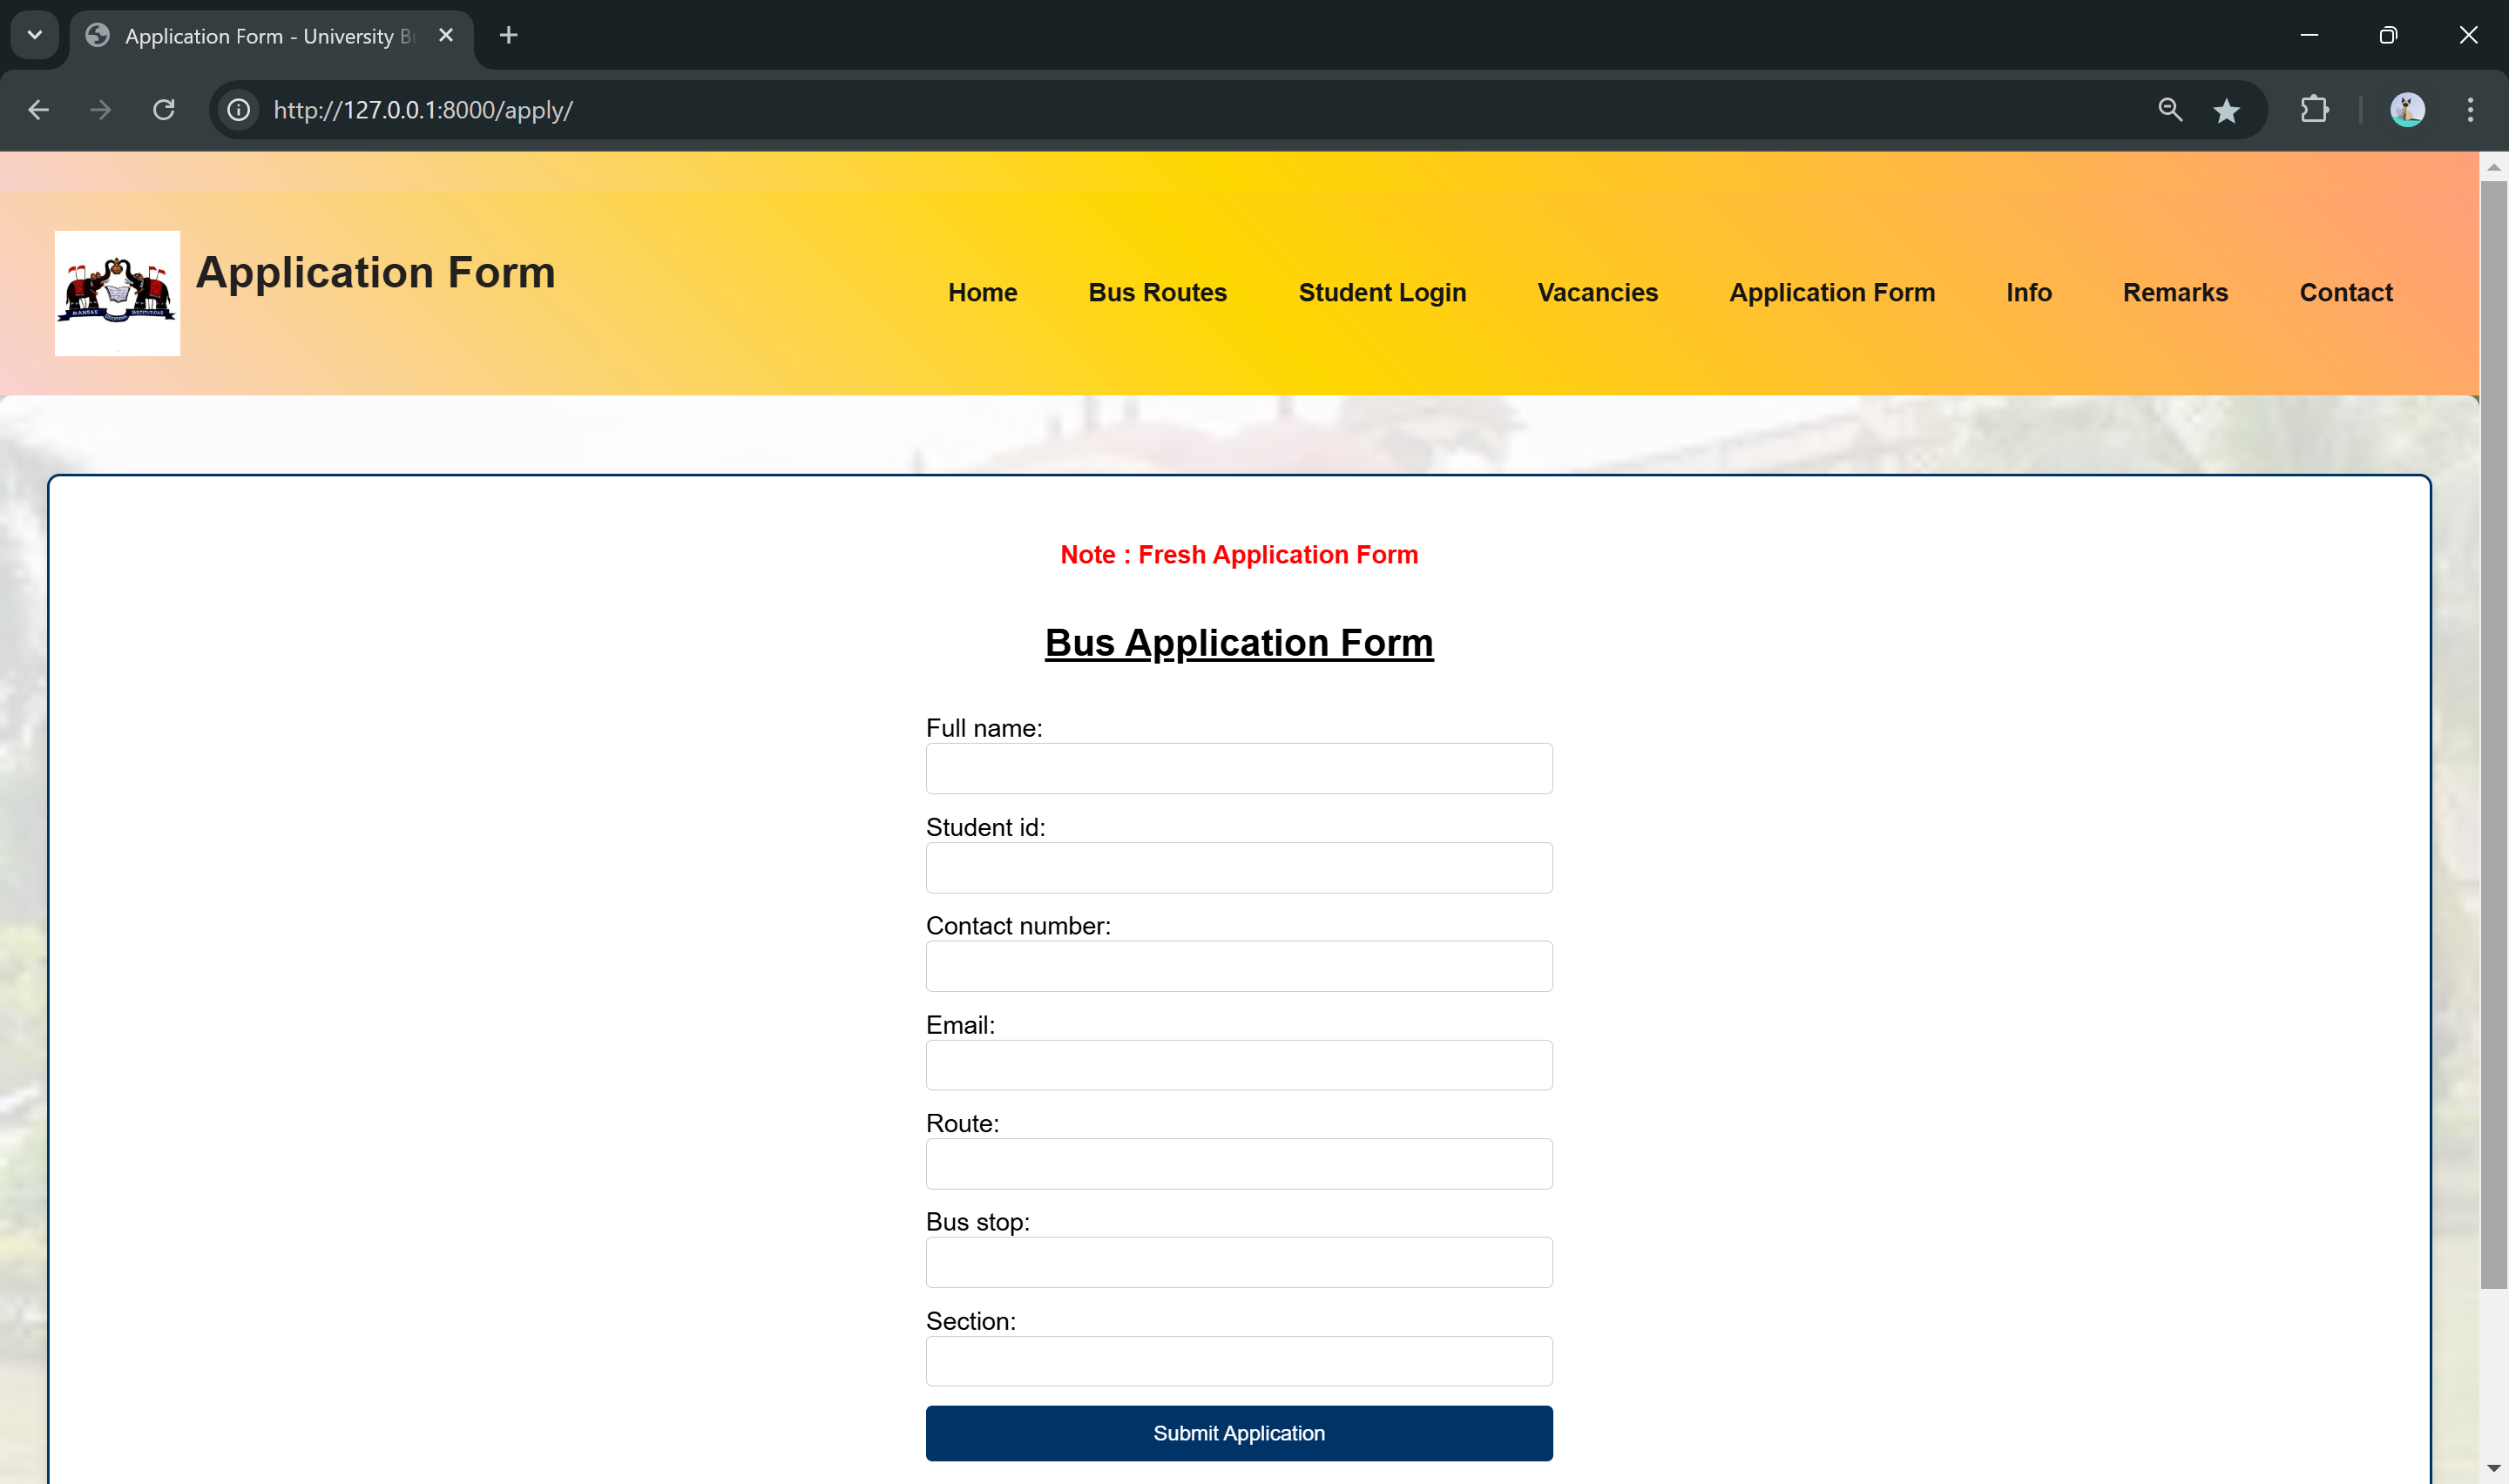 Application Form - University B
http://127.0.0.1:8000/apply/
Application Form
Home Bus Routes Student Login Vacancies Application Form Info Remarks Contact
Note : Fresh Application Form
Bus Application Form
Full name:
Student id:
Contact number:
Email:
Route:
Bus stop:
Section:
Submit Application